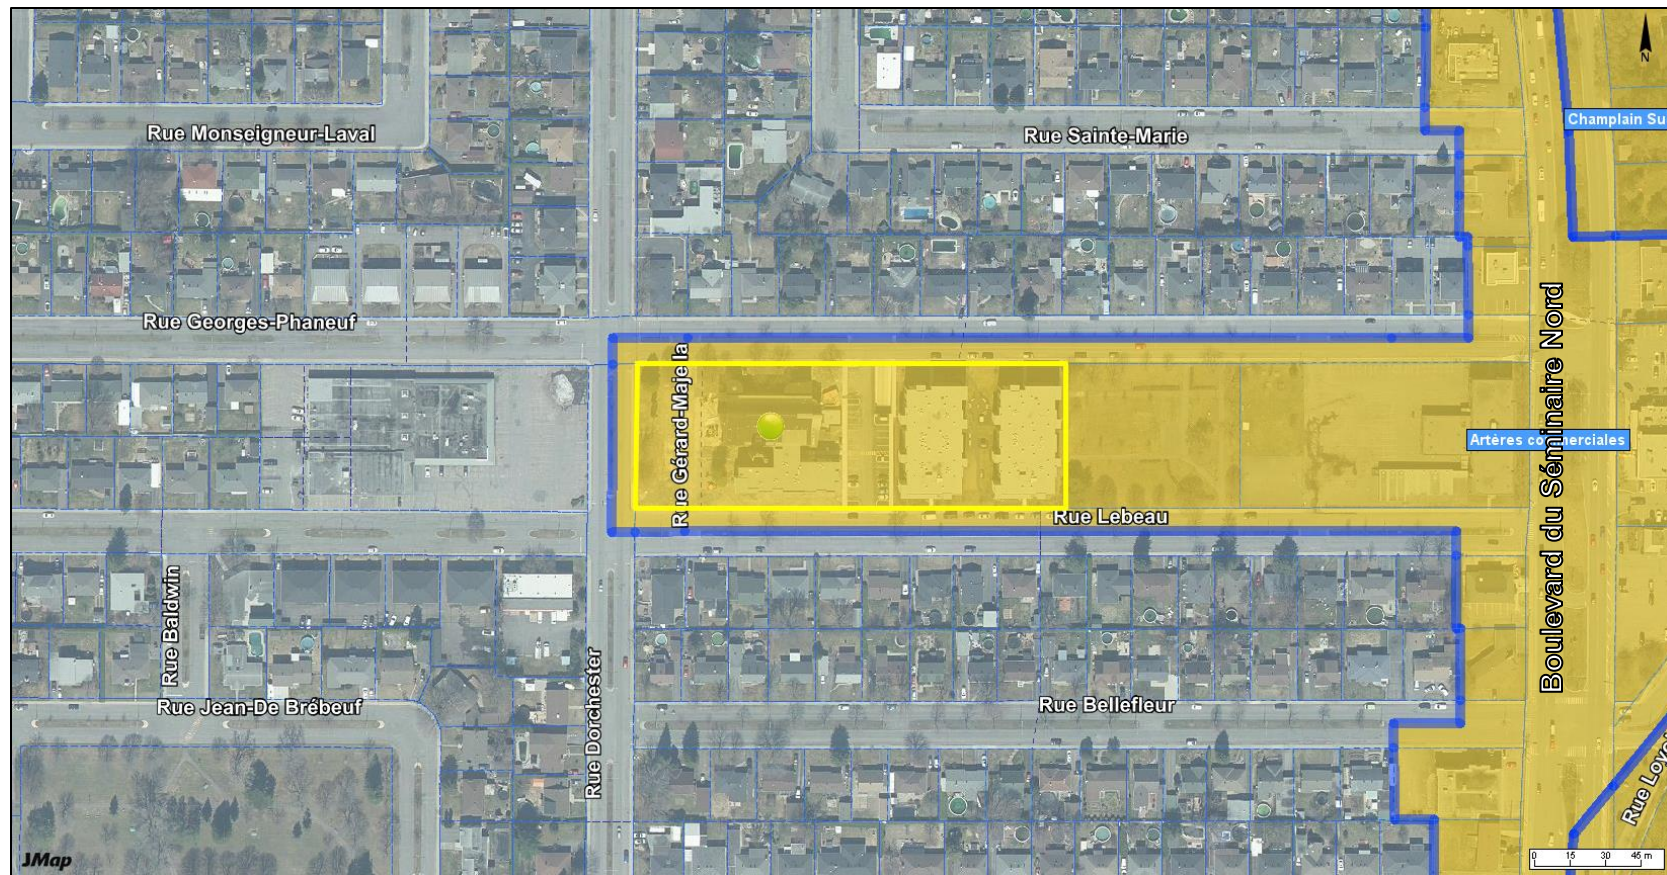 N
Champlain Su
Rue Monseigneur-Laval
Rue Sainte-Marie
Rue Georges-Phaneuf
Boulevard du Séminaire Nord
Rue Gérard-Majella
Artères commerciales
Rue Lebeau
Rue Baldwin
Rue Dorchester
Rue Jean-De Brébeuf
Rue Bellefleur
Rue Loyo
JMap
0 15 30 45 m